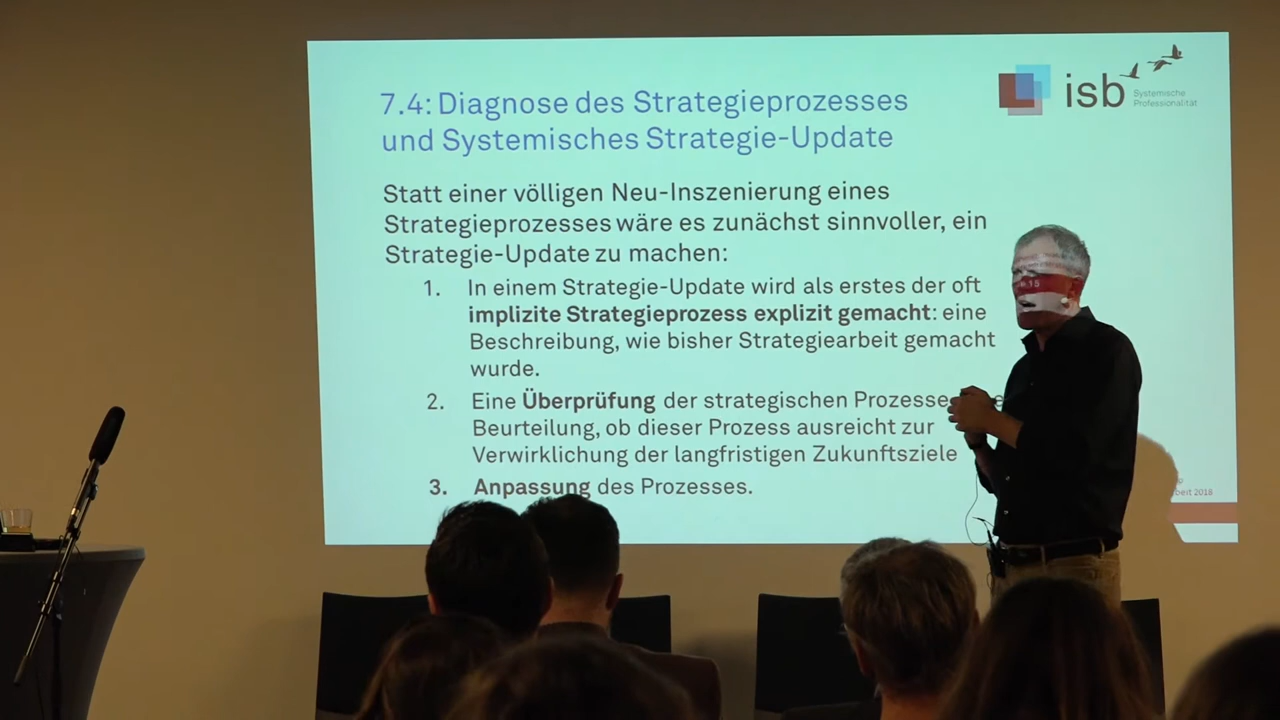 7.4: Diagnose des Strategieprozesses
und Systemisches Strategie-Update
isb
Systemische
Professionalität
Statt einer völligen Neu-Inszenierung eines
Strategieprozesses wäre es zunächst sinnvoller, ein
Strategie-Update zu machen:
1. In einem Strategie-Update wird als erstes der oft
implizite Strategieprozess explizit gemacht: eine
Beschreibung, wie bisher Strategiearbeit gemacht
wurde.
2. Eine Überprüfung der strategischen Prozesse
Beurteilung, ob dieser Prozess ausreicht zur
Verwirklichung der langfristigen Zukunftsziele
3. Anpassung des Prozesses.
2018